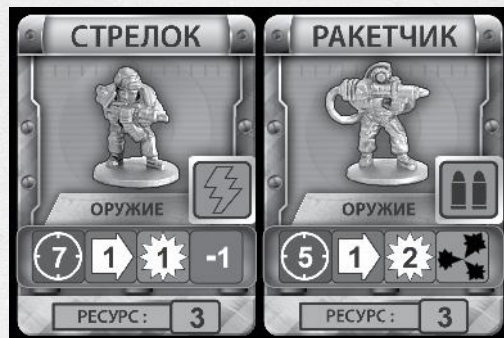 СТРЕЛОК
ОРУЖИЕ
7 1 1 -1
РЕСУРС: 3
РАКЕТЧИК
ОРУЖИЕ
5 1 2
РЕСУРС: 3